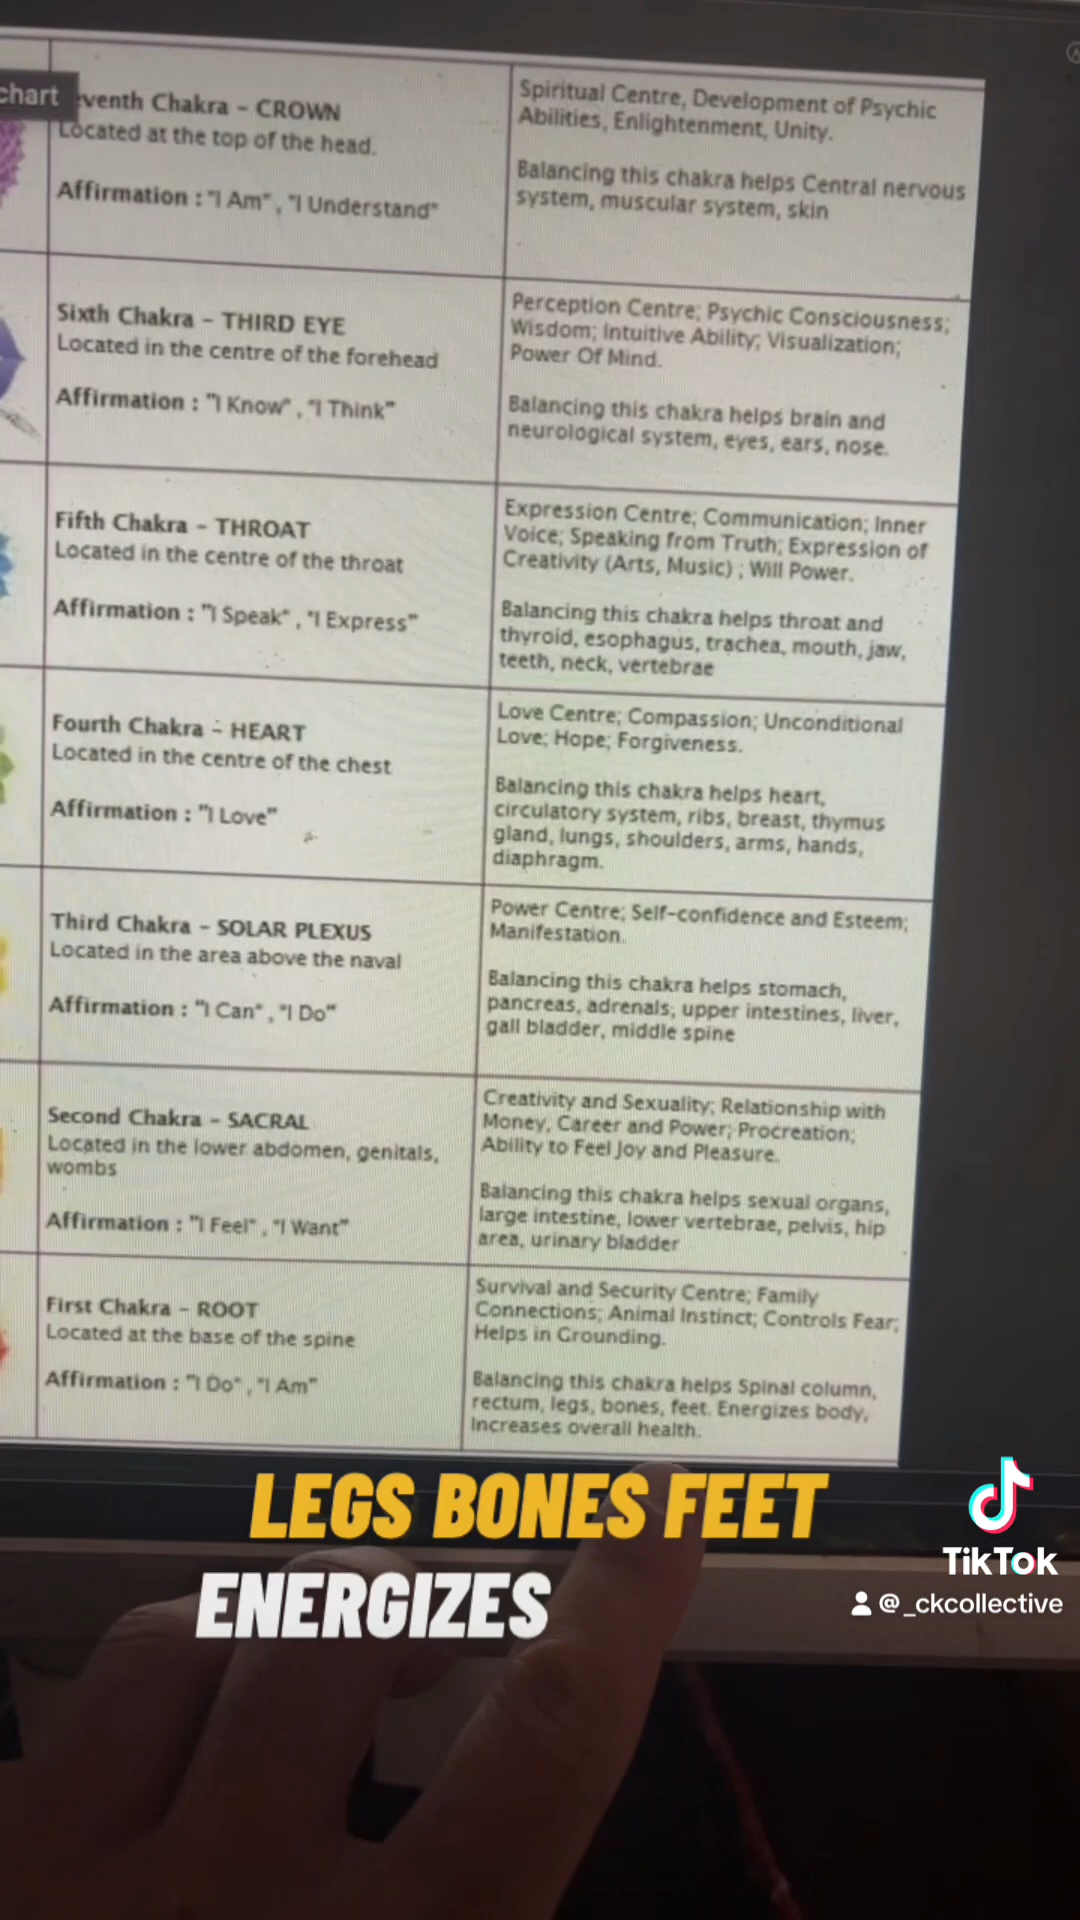 chart
eventh Chakra – CROWN
Located at the top of the head.
Affirmation : "I Am" , "I Understand"
Spiritual Centre, Development of Psychic
Abilities, Enlightenment, Unity.
Balancing this chakra helps Central nervous
system, muscular system, skin
Sixth Chakra – THIRD EYE
Located in the centre of the forehead
Affirmation : "I Know" , "I Think"
Perception Centre; Psychic Consciousness;
Wisdom; Intuitive Ability; Visualization;
Power Of Mind.
Balancing this chakra helps brain and
neurological system, eyes, ears, nose.
Fifth Chakra – THROAT
Located in the centre of the throat
Affirmation : "I Speak" , "I Express"
Expression Centre; Communication; Inner
Voice; Speaking from Truth; Expression of
Creativity (Arts, Music) ; Will Power.
Balancing this chakra helps throat and
thyroid, esophagus, trachea, mouth, jaw,
teeth, neck, vertebrae
Fourth Chakra – HEART
Located in the centre of the chest
Affirmation : "I Love"
Love Centre; Compassion; Unconditional
Love; Hope; Forgiveness.
Balancing this chakra helps heart,
circulatory system, ribs, breast, thymus
gland, lungs, shoulders, arms, hands,
diaphragm.
Third Chakra – SOLAR PLEXUS
Located in the area above the naval
Affirmation : "I Can" , "I Do"
Power Centre; Self-confidence and Esteem;
Manifestation.
Balancing this chakra helps stomach,
pancreas, adrenals; upper intestines, liver,
gall bladder, middle spine
Second Chakra – SACRAL
Located in the lower abdomen, genitals,
wombs
Affirmation : "I Feel" , "I Want"
Creativity and Sexuality; Relationship with
Money, Career and Power; Procreation;
Ability to Feel Joy and Pleasure.
Balancing this chakra helps sexual organs,
large intestine, lower vertebrae, pelvis, hip
area, urinary bladder
First Chakra – ROOT
Located at the base of the spine
Affirmation : "I Do" , "I Am"
Survival and Security Centre; Family
Connections; Animal Instinct; Controls Fear;
Helps in Grounding.
Balancing this chakra helps Spinal column,
rectum, legs, bones, feet. Energizes body,
Increases overall health.
LEGS BONES FEET
ENERGIZES
TikTok
@_ckcollective